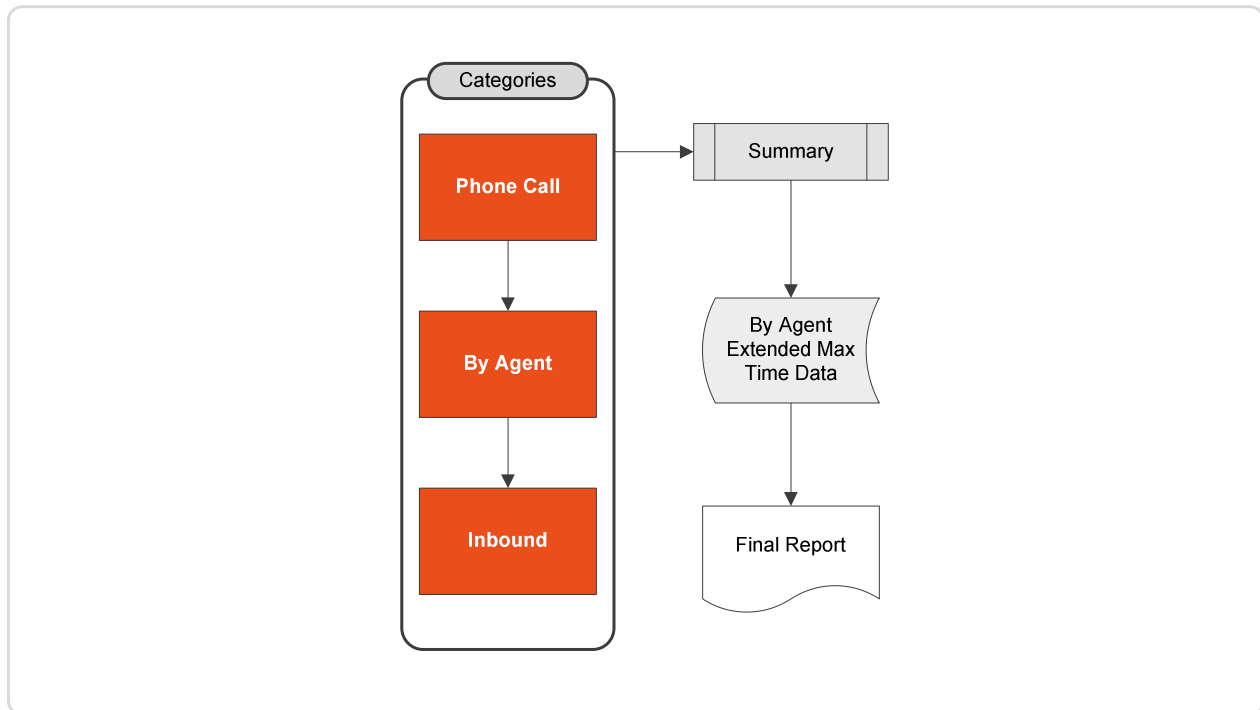 Categories
Phone Call
By Agent
Inbound
Summary
By Agent
Extended Max
Time Data
Final Report